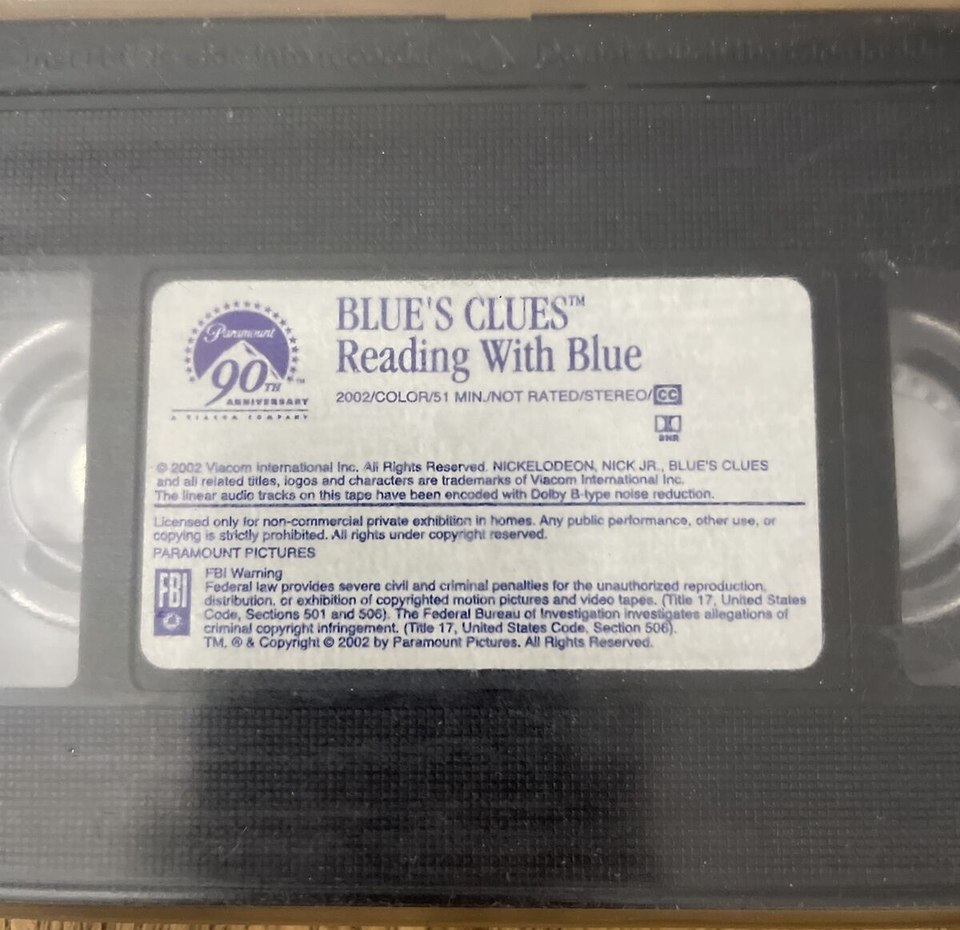 Paramount
90TH
ANNIVERSARY
A VIACOM COMPANY
BLUE'S CLUES™
Reading With Blue
2002/COLOR/51 MIN./NOT RATED/STEREO/CC
DNR
© 2002 Viacom International Inc. All Rights Reserved. NICKELODEON, NICK JR., BLUE'S CLUES
and all related titles, logos and characters are trademarks of Viacom International Inc.
The linear audio tracks on this tape have been encoded with Dolby B-type noise reduction.
Licensed only for non-commercial private exhibition in homes. Any public performance, other use, or
copying is strictly prohibited. All rights under copyright reserved.
PARAMOUNT PICTURES
FBI
FBI Warning
Federal law provides severe civil and criminal penalties for the unauthorized reproduction,
distribution, or exhibition of copyrighted motion pictures and video tapes. (Title 17, United States
Code, Sections 501 and 506). The Federal Bureau of Investigation investigates allegations of
criminal copyright infringement. (Title 17, United States Code, Section 506).
TM, ® & Copyright © 2002 by Paramount Pictures. All Rights Reserved.